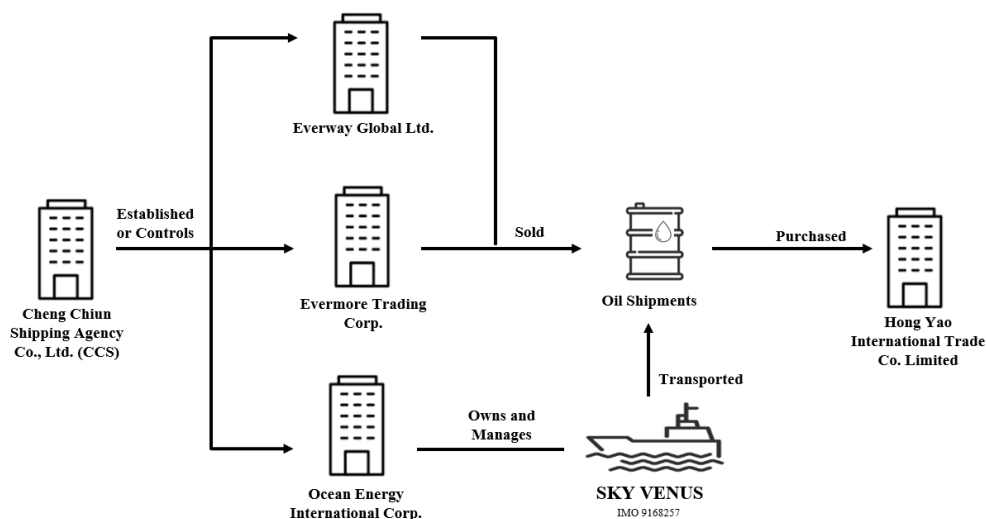 Everway Global Ltd.
Established
or Controls
Sold
Purchased
Cheng Chiun
Shipping Agency
Co., Ltd. (CCS)
Evermore Trading
Corp.
Oil Shipments
Hong Yao
International Trade
Co. Limited
Transported
Owns and
Manages
Ocean Energy
International Corp.
SKY VENUS
IMO 9168257